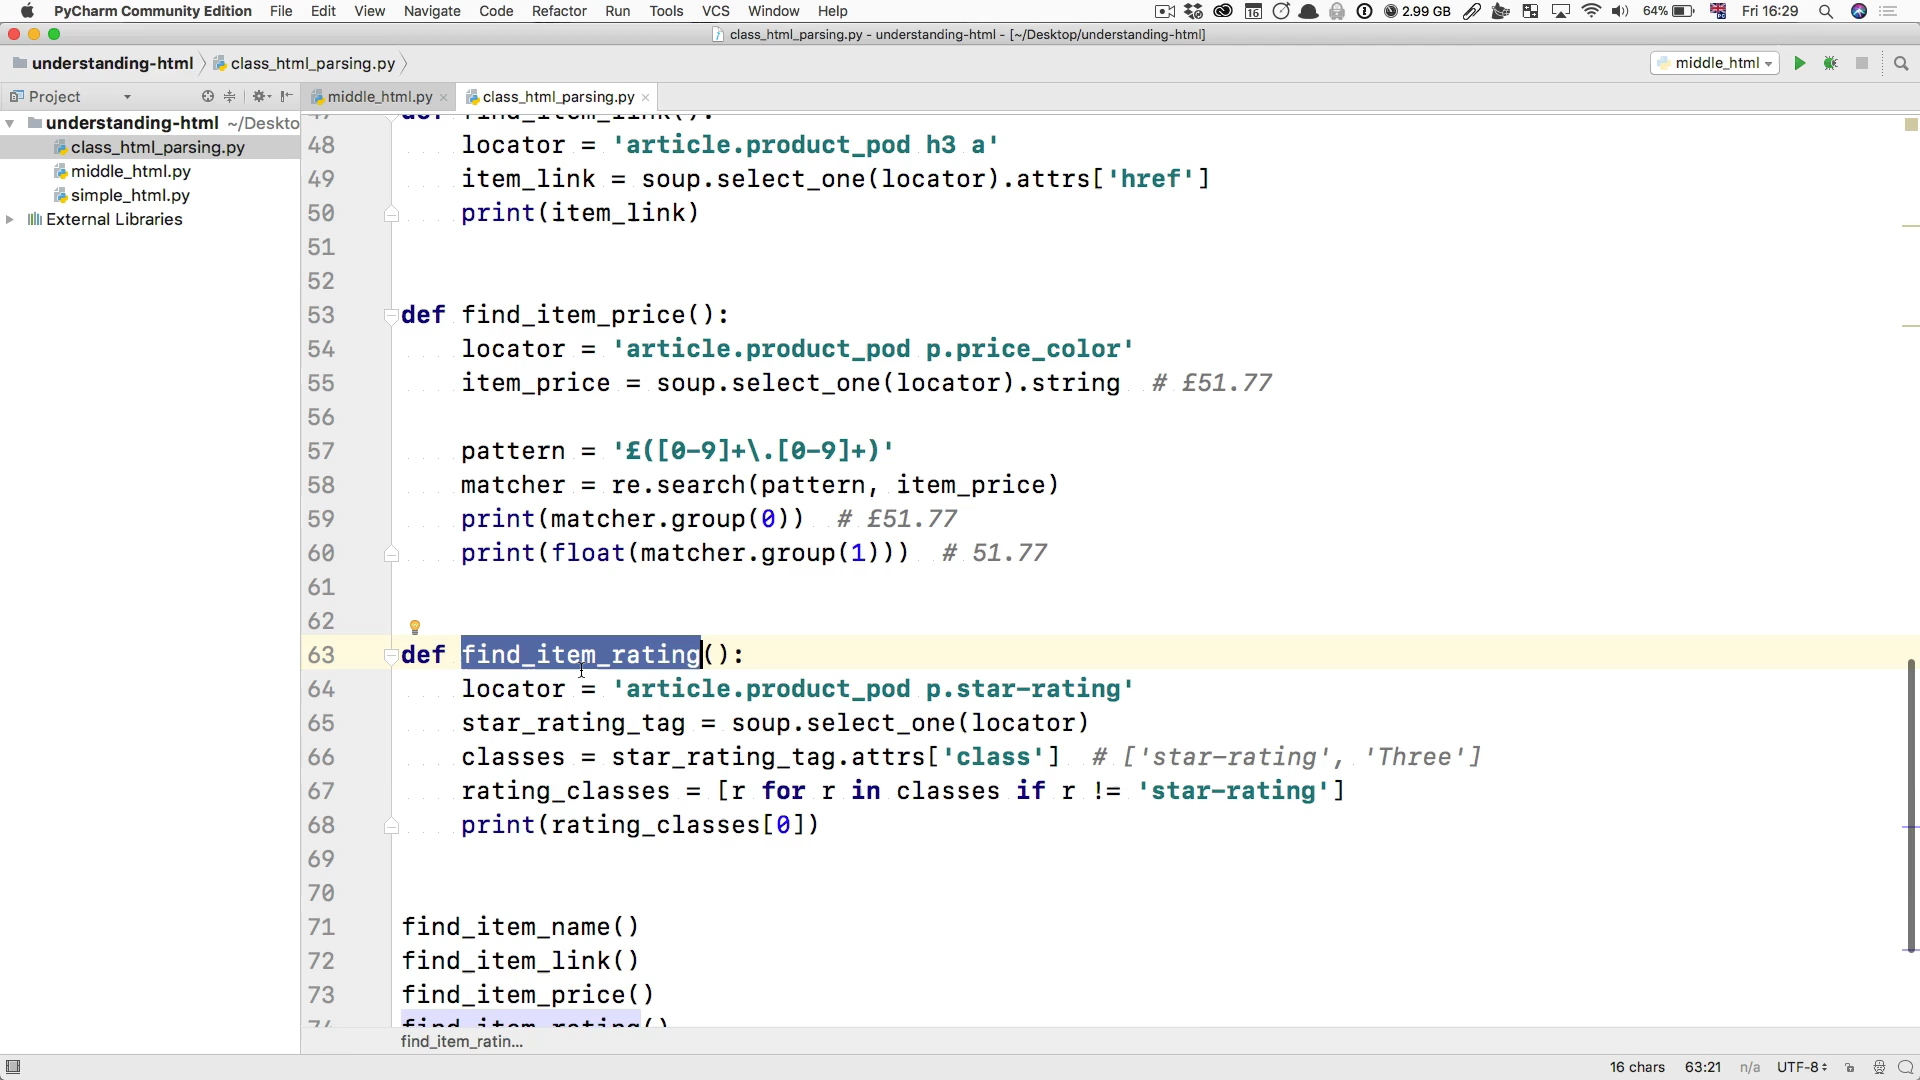 PyCharm Community Edition File Edit View Navigate Code Refactor Run Tools VCS Window Help 16 2.99 GB 64% Fri 16:29
class_html_parsing.py - understanding-html - [~/Desktop/understanding-html]
understanding-html class_html_parsing.py middle_html
Project middle_html.py class_html_parsing.py
understanding-html ~/Deskto
class_html_parsing.py
middle_html.py
simple_html.py
External Libraries
47 def find_item_link():
48 locator = 'article.product_pod h3 a'
49 item_link = soup.select_one(locator).attrs['href']
50 print(item_link)
51
52
53 def find_item_price():
54 locator = 'article.product_pod p.price_color'
55 item_price = soup.select_one(locator).string # £51.77
56
57 pattern = '£([0-9]+\.[0-9]+)'
58 matcher = re.search(pattern, item_price)
59 print(matcher.group(0)) # £51.77
60 print(float(matcher.group(1))) # 51.77
61
62
63 def find_item_rating():
64 locator = 'article.product_pod p.star-rating'
65 star_rating_tag = soup.select_one(locator)
66 classes = star_rating_tag.attrs['class'] # ['star-rating', 'Three']
67 rating_classes = [r for r in classes if r != 'star-rating']
68 print(rating_classes[0])
69
70
71 find_item_name()
72 find_item_link()
73 find_item_price()
74 find_item_rating()
find_item_ratin...
16 chars 63:21 n/a UTF-8